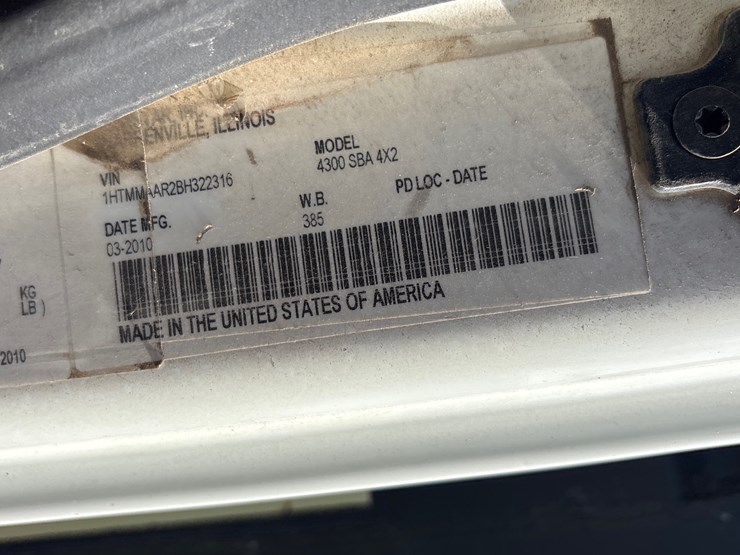 ENVILLE, ILLINOIS
VIN
1HTMMAAR2BH322316
MODEL
4300 SBA 4X2
DATE MFG.
03-2010
W.B.
385
PD LOC - DATE
MADE IN THE UNITED STATES OF AMERICA
KG
LB )
2010